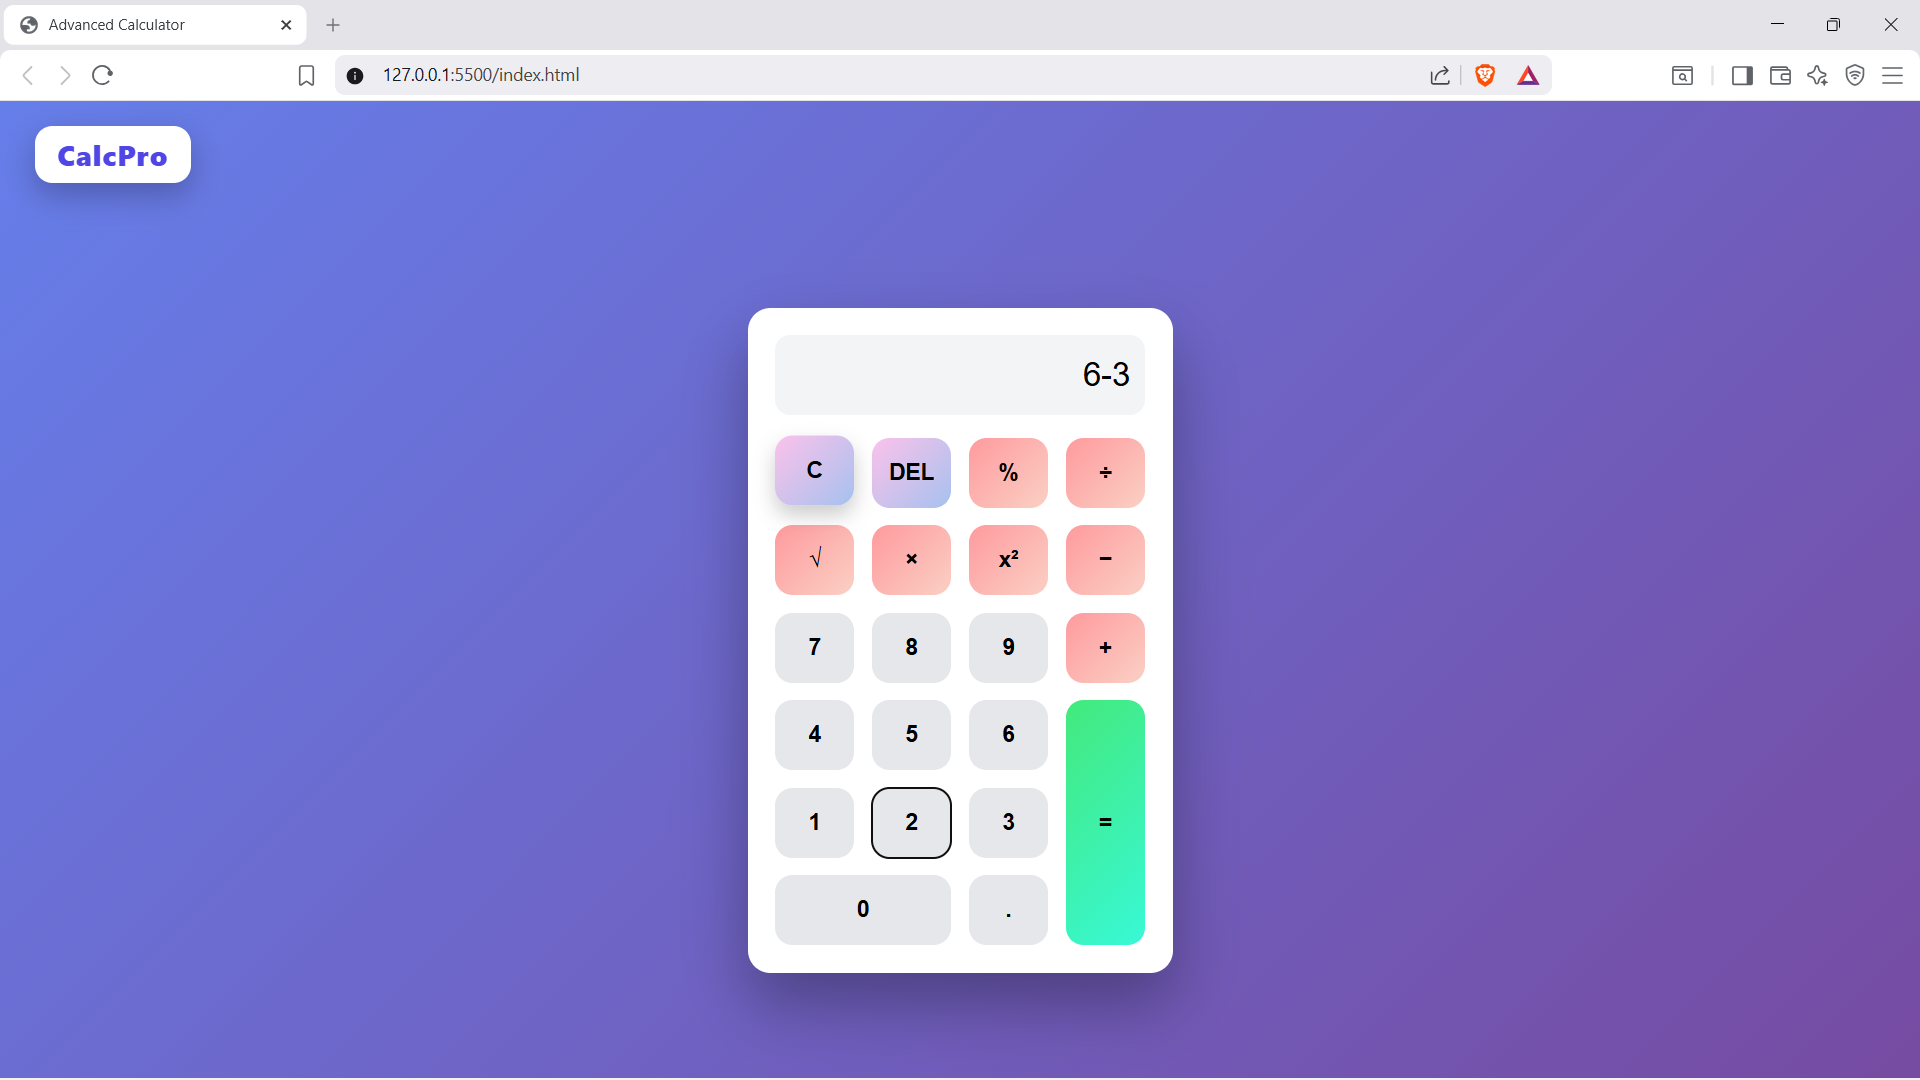 Advanced Calculator
127.0.0.1:5500/index.html
CalcPro
6-3
C DEL % ÷
√ × x² −
7 8 9 +
4 5 6
1 2 3 =
0 .